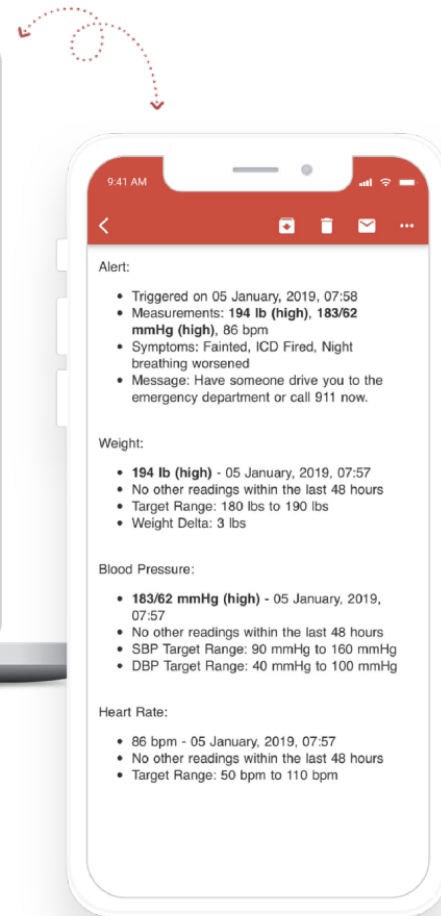 9:41 AM
Alert:
• Triggered on 05 January, 2019, 07:58
• Measurements: 194 lb (high), 183/62
mmHg (high), 86 bpm
• Symptoms: Fainted, ICD Fired, Night
breathing worsened
• Message: Have someone drive you to the
emergency department or call 911 now.
Weight:
• 194 lb (high) - 05 January, 2019, 07:57
• No other readings within the last 48 hours
• Target Range: 180 lbs to 190 lbs
• Weight Delta: 3 lbs
Blood Pressure:
• 183/62 mmHg (high) - 05 January, 2019,
07:57
• No other readings within the last 48 hours
• SBP Target Range: 90 mmHg to 160 mmHg
• DBP Target Range: 40 mmHg to 100 mmHg
Heart Rate:
• 86 bpm - 05 January, 2019, 07:57
• No other readings within the last 48 hours
• Target Range: 50 bpm to 110 bpm